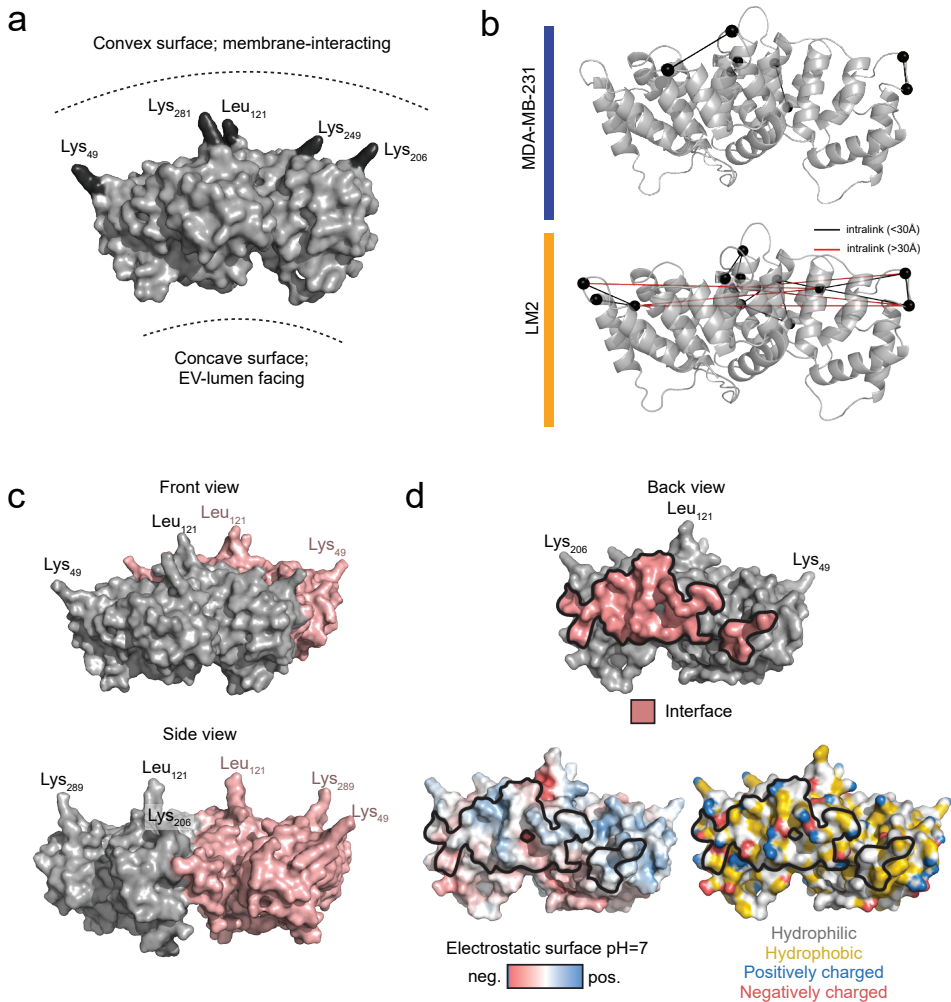 a
Convex surface; membrane-interacting
Lys281
Leu121
Lys49
Lys249
Lys206
Concave surface;
EV-lumen facing
b
MDA-MB-231
LM2
intralink (<30Å)
intralink (>30Å)
c
Front view
Leu121
Leu121
Lys49
Lys49
Side view
Lys289
Leu121
Leu121
Lys206
Lys289
Lys49
d
Back view
Leu121
Lys206
Lys49
Interface
Electrostatic surface pH=7
neg. pos.
Hydrophilic
Hydrophobic
Positively charged
Negatively charged